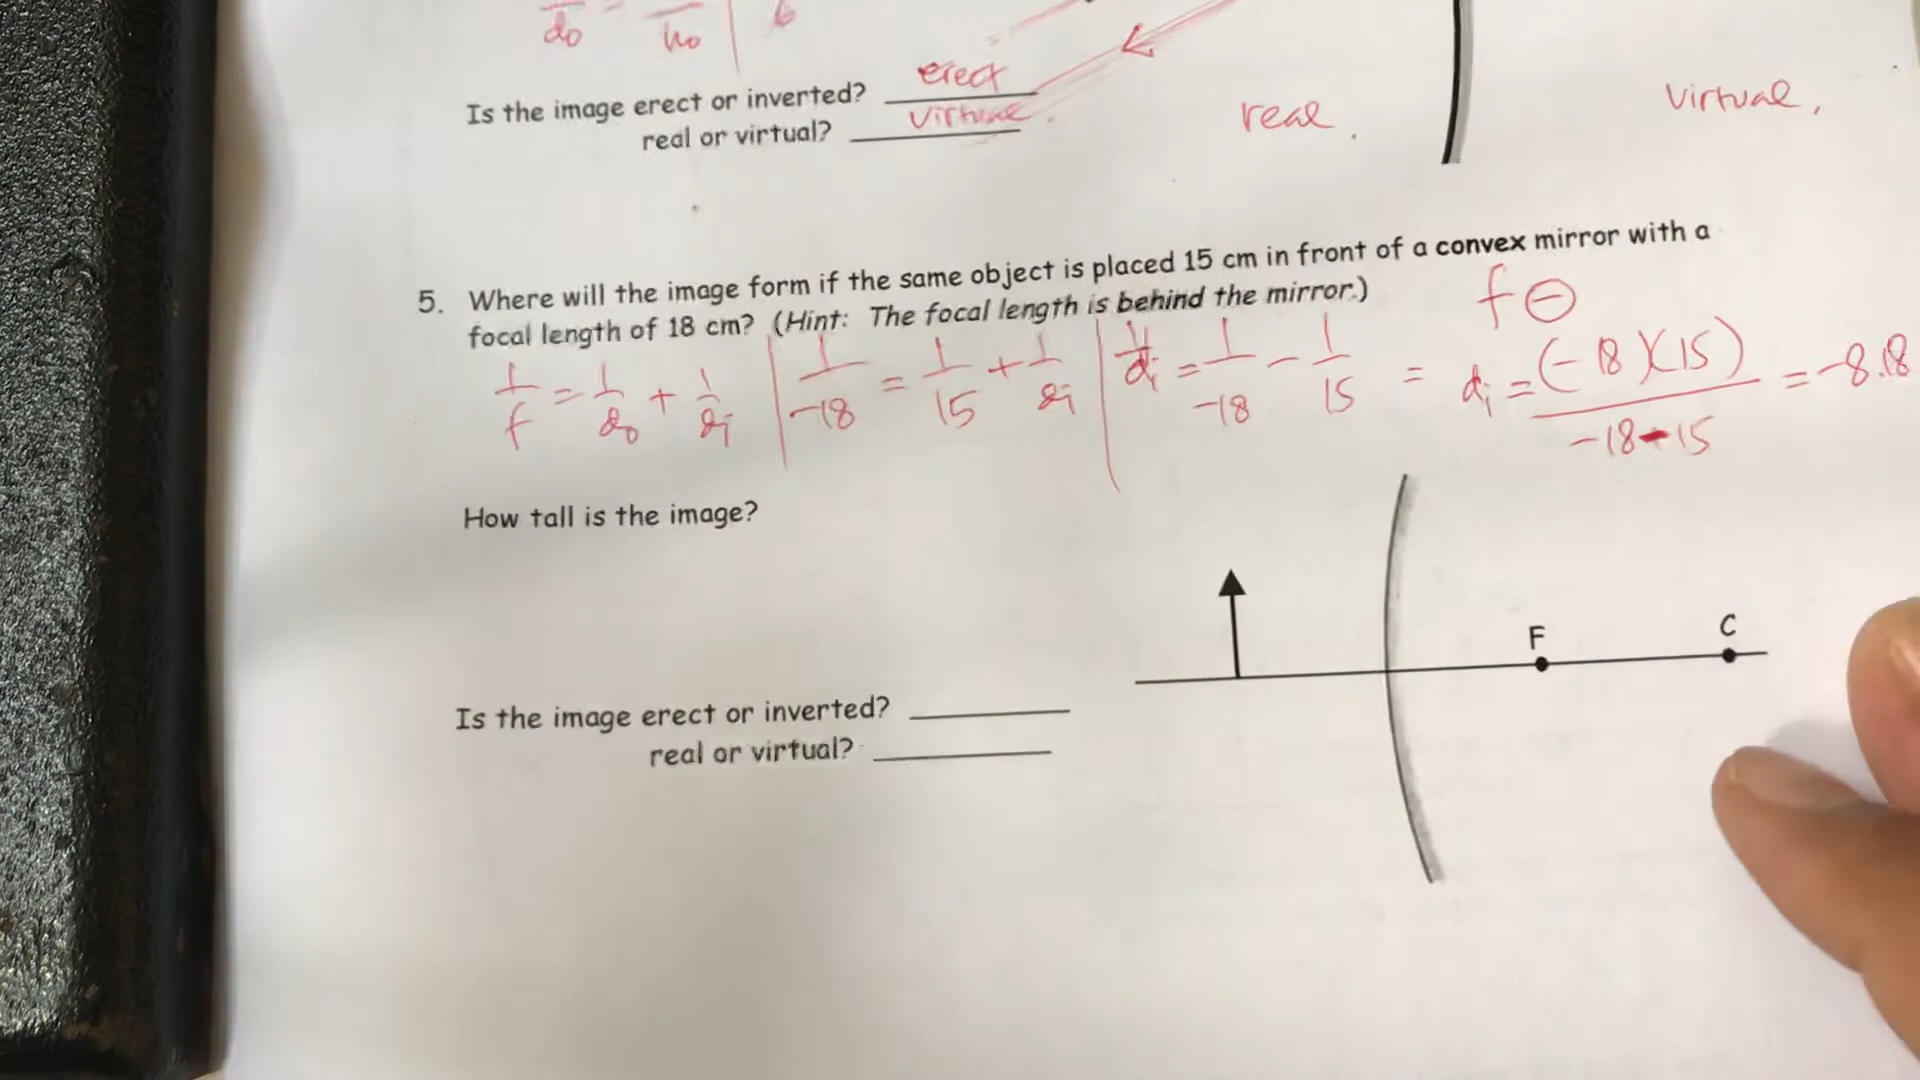 do = ho | 6
Is the image erect or inverted? erect
real or virtual? virtual.
real.
virtual.
5. Where will the image form if the same object is placed 15 cm in front of a convex mirror with a
focal length of 18 cm? (Hint: The focal length is behind the mirror.)
f ⊖
1/f = 1/do + 1/di | 1/-18 = 1/15 + 1/di | 1/di = 1/-18 - 1/15 = di = (-18)(15)/-18-15 = -8.18
How tall is the image?
F
C
Is the image erect or inverted?
real or virtual?